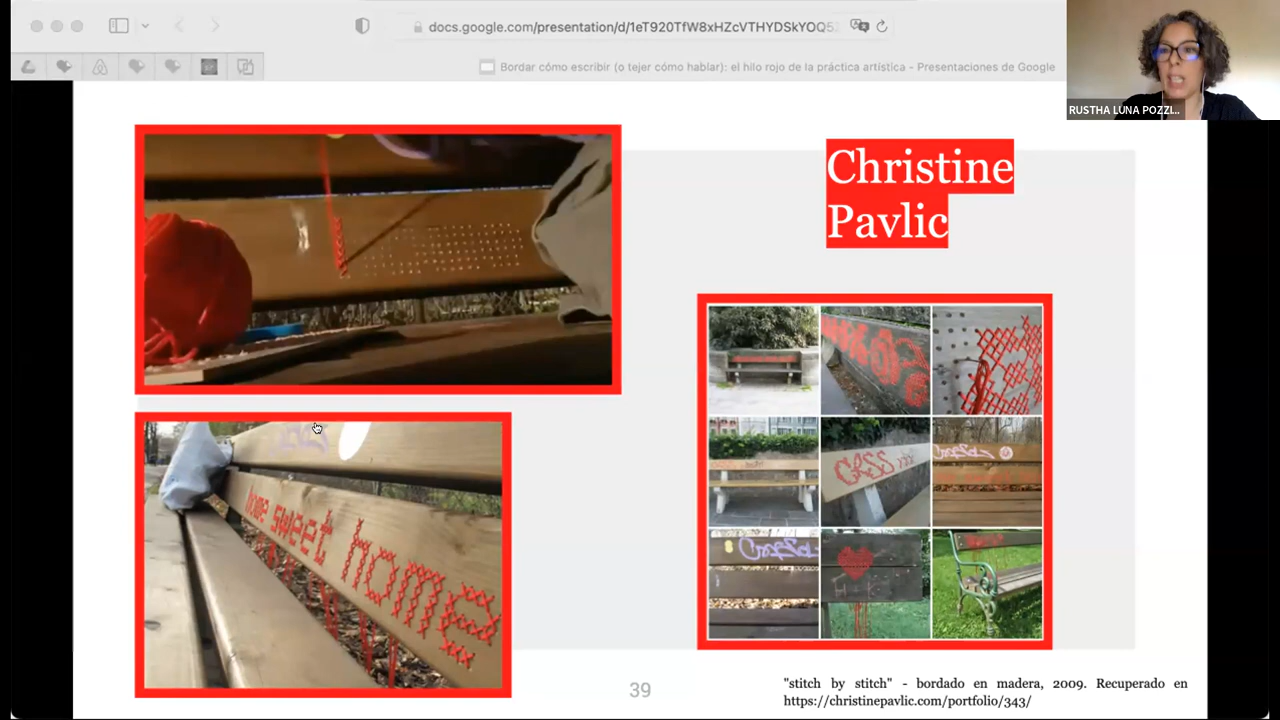 docs.google.com/presentation/d/1eT920TfW8xHZcVTHYDSkYOQ5
Bordar cómo escribir (o tejer cómo hablar): el hilo rojo de la práctica artística - Presentaciones de Google
RUSTHA LUNA POZZI...
Christine
Pavlic
home sweet home
CRSS
39
"stitch by stitch" - bordado en madera, 2009. Recuperado en
https://christinepavlic.com/portfolio/343/